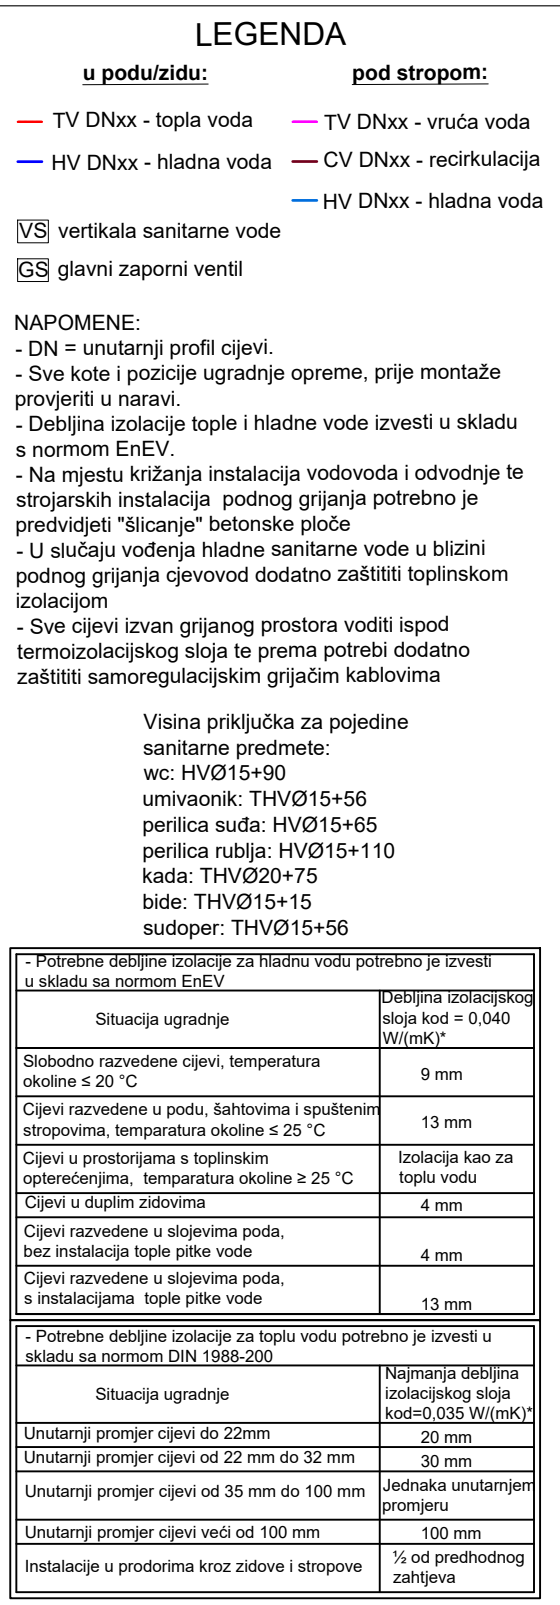 LEGENDA
u podu/zidu:
pod stropom:
TV DNxx - topla voda
TV DNxx - vruća voda
HV DNxx - hladna voda
CV DNxx - recirkulacija
HV DNxx - hladna voda
VS vertikala sanitarne vode
GS glavni zaporni ventil
NAPOMENE:
- DN = unutarnji profil cijevi.
- Sve kote i pozicije ugradnje opreme, prije montaže
provjeriti u naravi.
- Debljina izolacije tople i hladne vode izvesti u skladu
s normom EnEV.
- Na mjestu križanja instalacija vodovoda i odvodnje te
strojarskih instalacija podnog grijanja potrebno je
predvidjeti "šlicanje" betonske ploče
- U slučaju vođenja hladne sanitarne vode u blizini
podnog grijanja cjevovod dodatno zaštititi toplinskom
izolacijom
- Sve cijevi izvan grijanog prostora voditi ispod
termoizolacijskog sloja te prema potrebi dodatno
zaštititi samoregulacijskim grijačim kablovima
Visina priključka za pojedine
sanitarne predmete:
wc: HVØ15+90
umivaonik: THVØ15+56
perilica suđa: HVØ15+65
perilica rublja: HVØ15+110
kada: THVØ20+75
bide: THVØ15+15
sudoper: THVØ15+56
- Potrebne debljine izolacije za hladnu vodu potrebno je izvesti
u skladu sa normom EnEV
Situacija ugradnje
Debljina izolacijskog
sloja kod = 0,040
W/(mK)*
Slobodno razvedene cijevi, temperatura
okoline ≤ 20 °C
9 mm
Cijevi razvedene u podu, šahtovima i spuštenim
stropovima, temparatura okoline ≤ 25 °C
13 mm
Cijevi u prostorijama s toplinskim
opterećenjima, temparatura okoline ≥ 25 °C
Izolacija kao za
toplu vodu
Cijevi u duplim zidovima
4 mm
Cijevi razvedene u slojevima poda,
bez instalacija tople pitke vode
4 mm
Cijevi razvedene u slojevima poda,
s instalacijama tople pitke vode
13 mm
- Potrebne debljine izolacije za toplu vodu potrebno je izvesti u
skladu sa normom DIN 1988-200
Situacija ugradnje
Najmanja debljina
izolacijskog sloja
kod=0,035 W/(mK)*
Unutarnji promjer cijevi do 22mm
20 mm
Unutarnji promjer cijevi od 22 mm do 32 mm
30 mm
Unutarnji promjer cijevi od 35 mm do 100 mm
Jednaka unutarnjem
promjeru
Unutarnji promjer cijevi veći od 100 mm
100 mm
Instalacije u prodorima kroz zidove i stropove
½ od predhodnog
zahtjeva